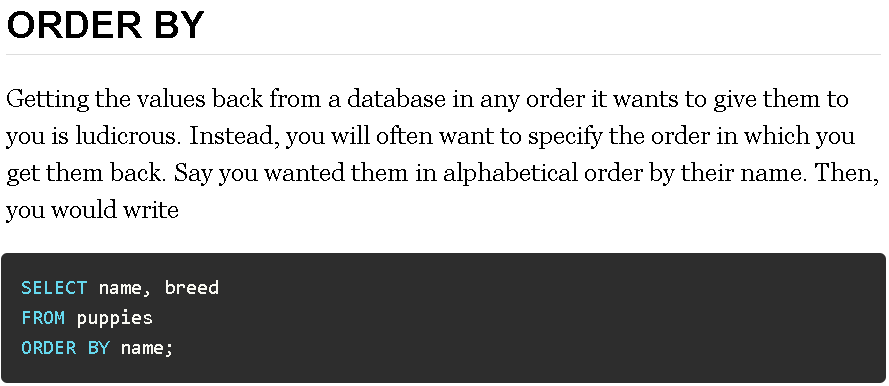 ORDER BY
Getting the values back from a database in any order it wants to give them to
you is ludicrous. Instead, you will often want to specify the order in which you
get them back. Say you wanted them in alphabetical order by their name. Then,
you would write
SELECT name, breed
FROM puppies
ORDER BY name;